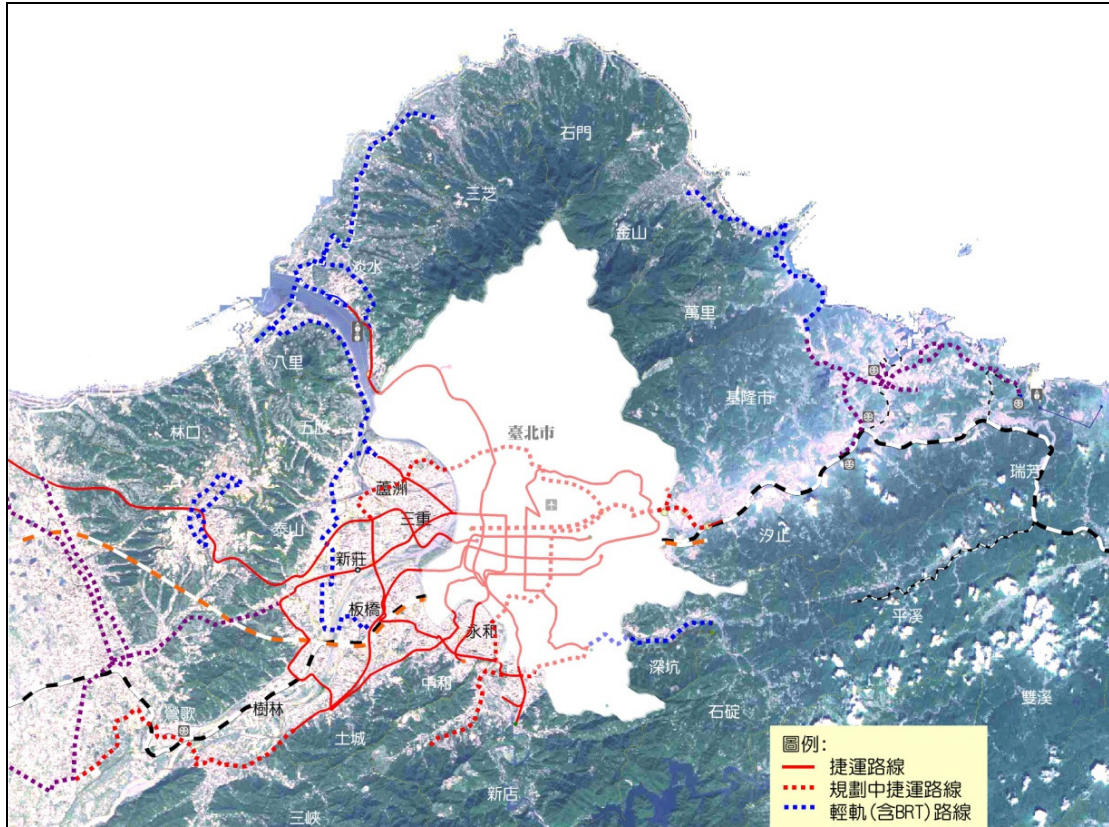 石門
三芝
金山
淡水
萬里
八里
基隆市
臺北市
林口
五股
瑞芳
蘆洲
三重
汐止
泰山
新莊
平溪
板橋
永和
深坑
中和
雙溪
石碇
樹林
鶯歌
土城
新店
三峽
圖例:
捷運路線
規劃中捷運路線
輕軌(含BRT)路線